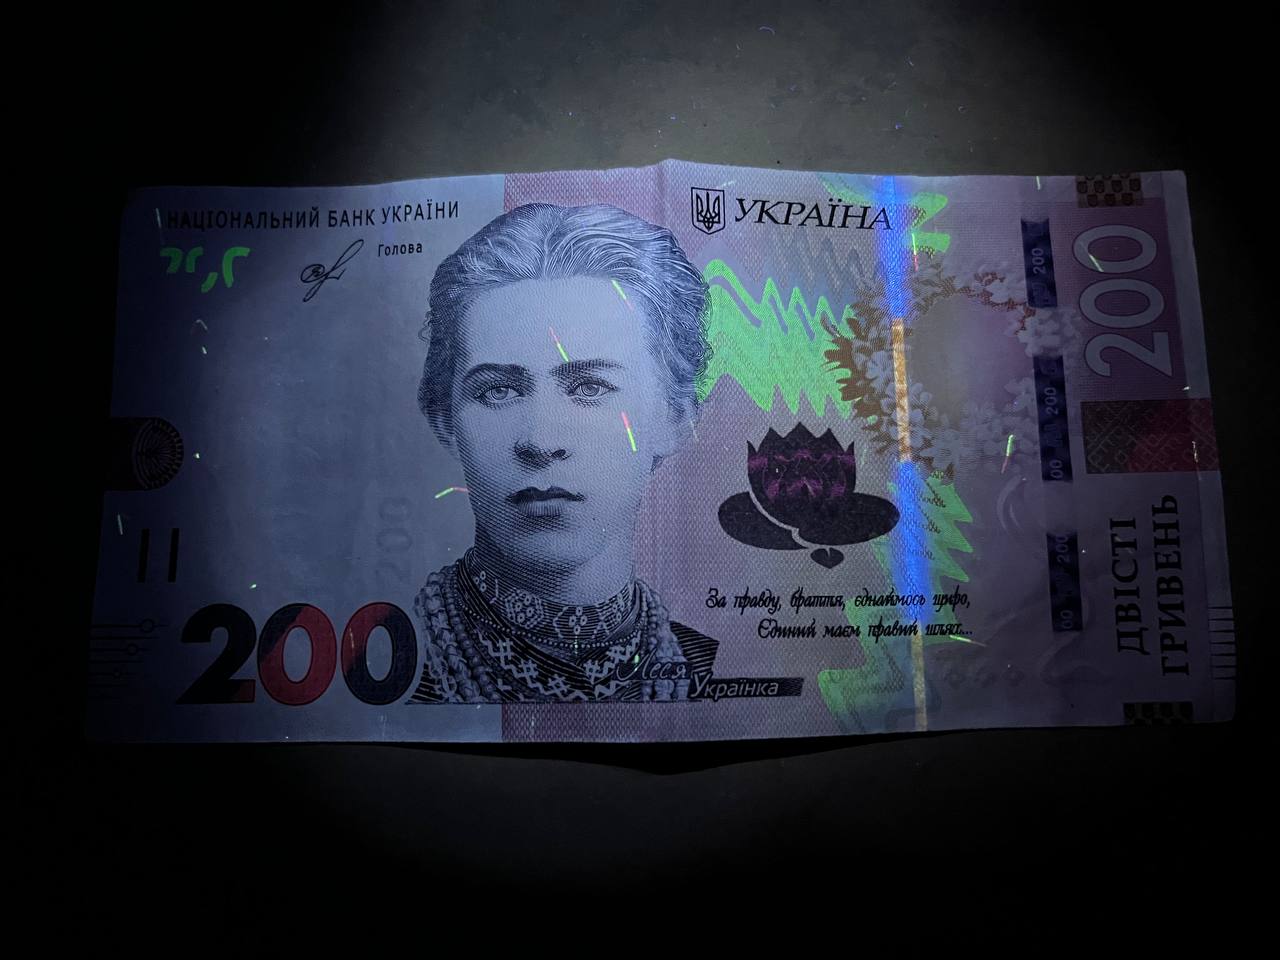 НАЦІОНАЛЬНИЙ БАНК УКРАЇНИ
Голова
УКРАЇНА
200
200
200
200
200
За правду, браття, єднаймось щиро,
Єдиний маєм правий шлях...
Леся
Українка
200
ДВІСТІ
ГРИВЕНЬ